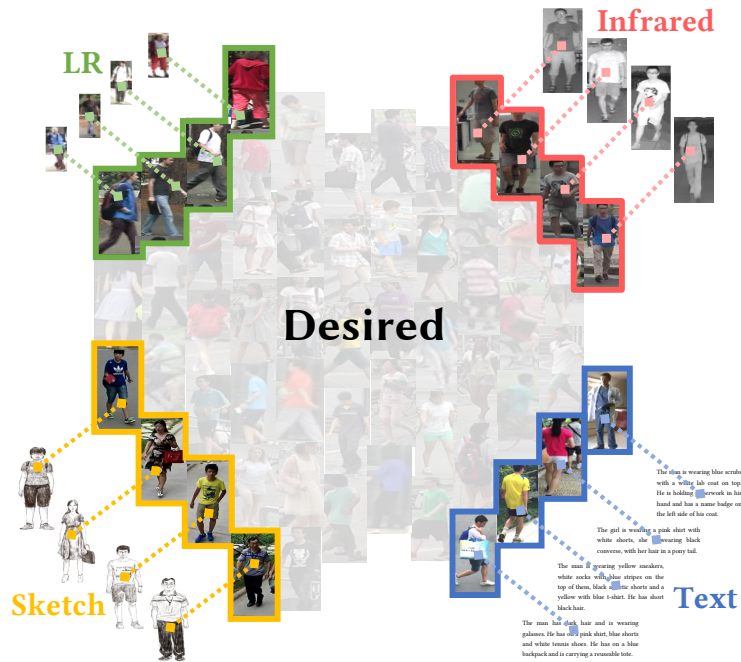 Infrared
LR
Desired
The man is wearing blue scrubs
with a white lab coat on top.
He is holding in his
hand and has a name badge on
the left side of his coat.
The girl is wearing a pink shirt with
white shorts, she wearing black
converse, with her hair in a pony tail.
The man is wearing yellow sneakers,
white socks with blue stripes on the
top of them, black shorts and a
yellow with blue t-shirt. He has short
black hair.
The man has dark hair and is wearing
galasses. He has on a pink shirt, blue shorts
and white tennis shoes. He has on a blue
backpack and is carrying a reuseable tote.
Sketch
Text